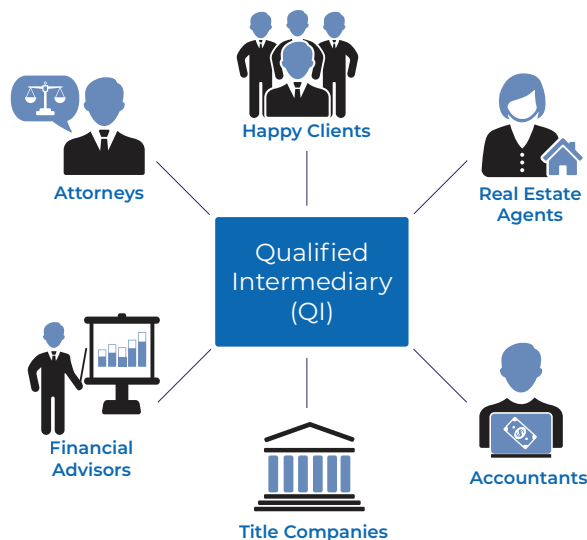 Happy Clients
Attorneys
Real Estate
Agents
Qualified
Intermediary
(QI)
Financial
Advisors
Accountants
Title Companies
$